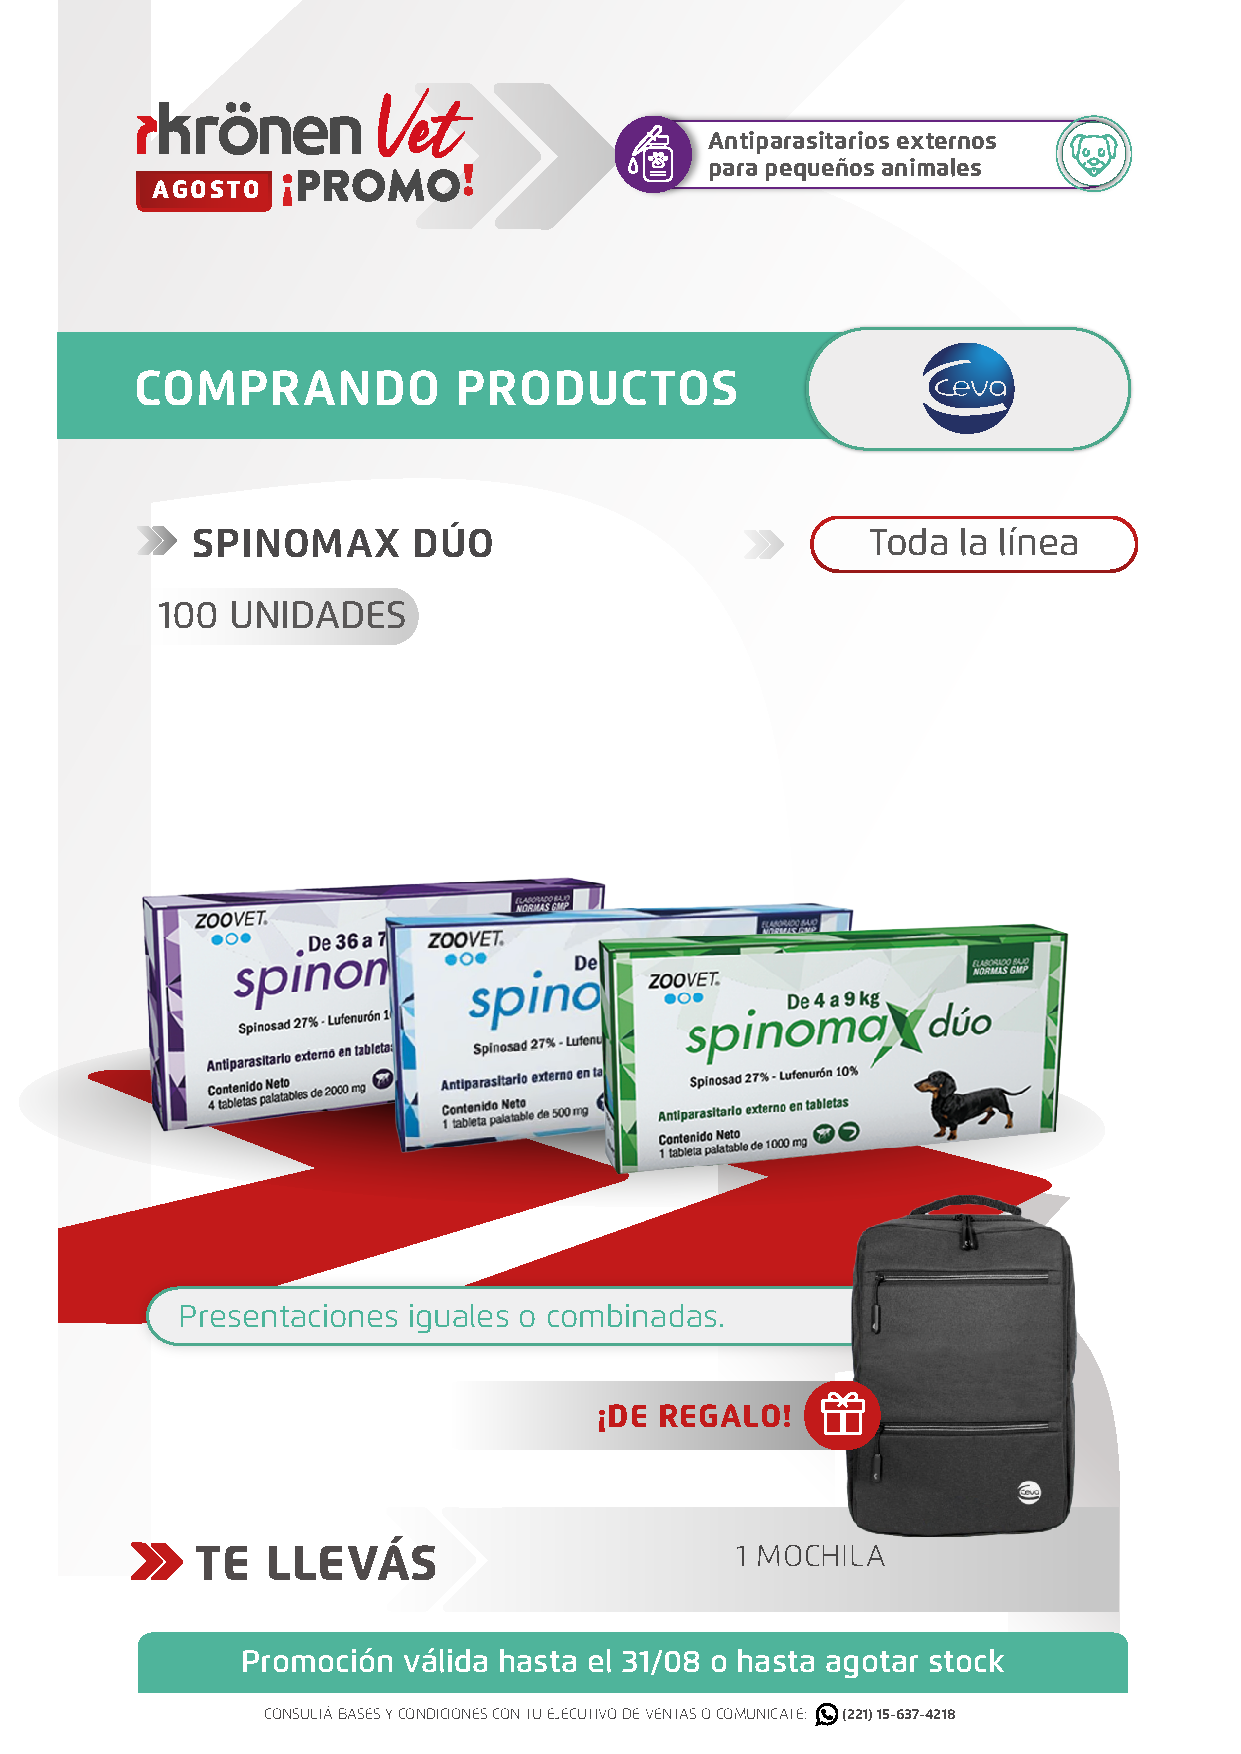 krönen Vet
AGOSTO ¡PROMO!
Antiparasitarios externos
para pequeños animales
COMPRANDO PRODUCTOS
ceva
SPINOMAX DÚO
Toda la línea
100 UNIDADES
ELABORADO BAJO
NORMAS GMP
ZOOVET
De 36 a 7
spinom
Spinosad 27% - Lufenurón 1
Antiparasitario externo en tabletas
Contenido Neto
4 tabletas palatables de 2000 mg
ELABORADO BAJO
NORMAS GMP
ZOOVET
De
spino
Spinosad 27% - Lufenu
Antiparasitario externo en ta
Contenido Neto
1 tableta palatable de 500 mg
ELABORADO BAJO
NORMAS GMP
ZOOVET
De 4 a 9 kg
spinomax dúo
Spinosad 27% - Lufenurón 10%
Antiparasitario externo en tabletas
Contenido Neto
1 tableta palatable de 1000 mg
Presentaciones iguales o combinadas.
¡DE REGALO!
ceva
TE LLEVÁS
1 MOCHILA
Promoción válida hasta el 31/08 o hasta agotar stock
CONSULTÁ BASES Y CONDICIONES CON TU EJECUTIVO DE VENTAS O COMUNICATE: (221) 15-637-4218